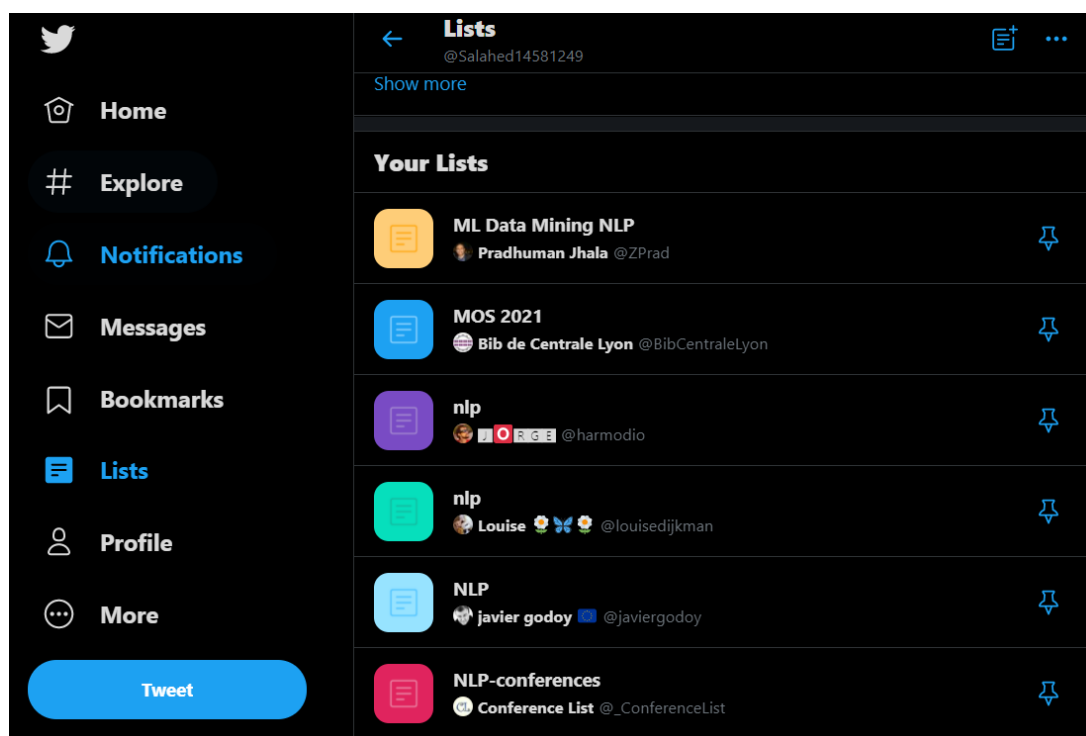 Home
Explore
Notifications
Messages
Bookmarks
Lists
Profile
More
Tweet
Lists
@Salahed14581249
Show more
Your Lists
ML Data Mining NLP
Pradhuman Jhala @ZPrad
MOS 2021
Bib de Centrale Lyon @BibCentraleLyon
nlp
J🅾RGE @harmodio
nlp
Louise 🌼🦋🌼 @louisedijkman
NLP
javier godoy 🇪🇺 @javiergodoy
NLP-conferences
CL Conference List @_ConferenceList